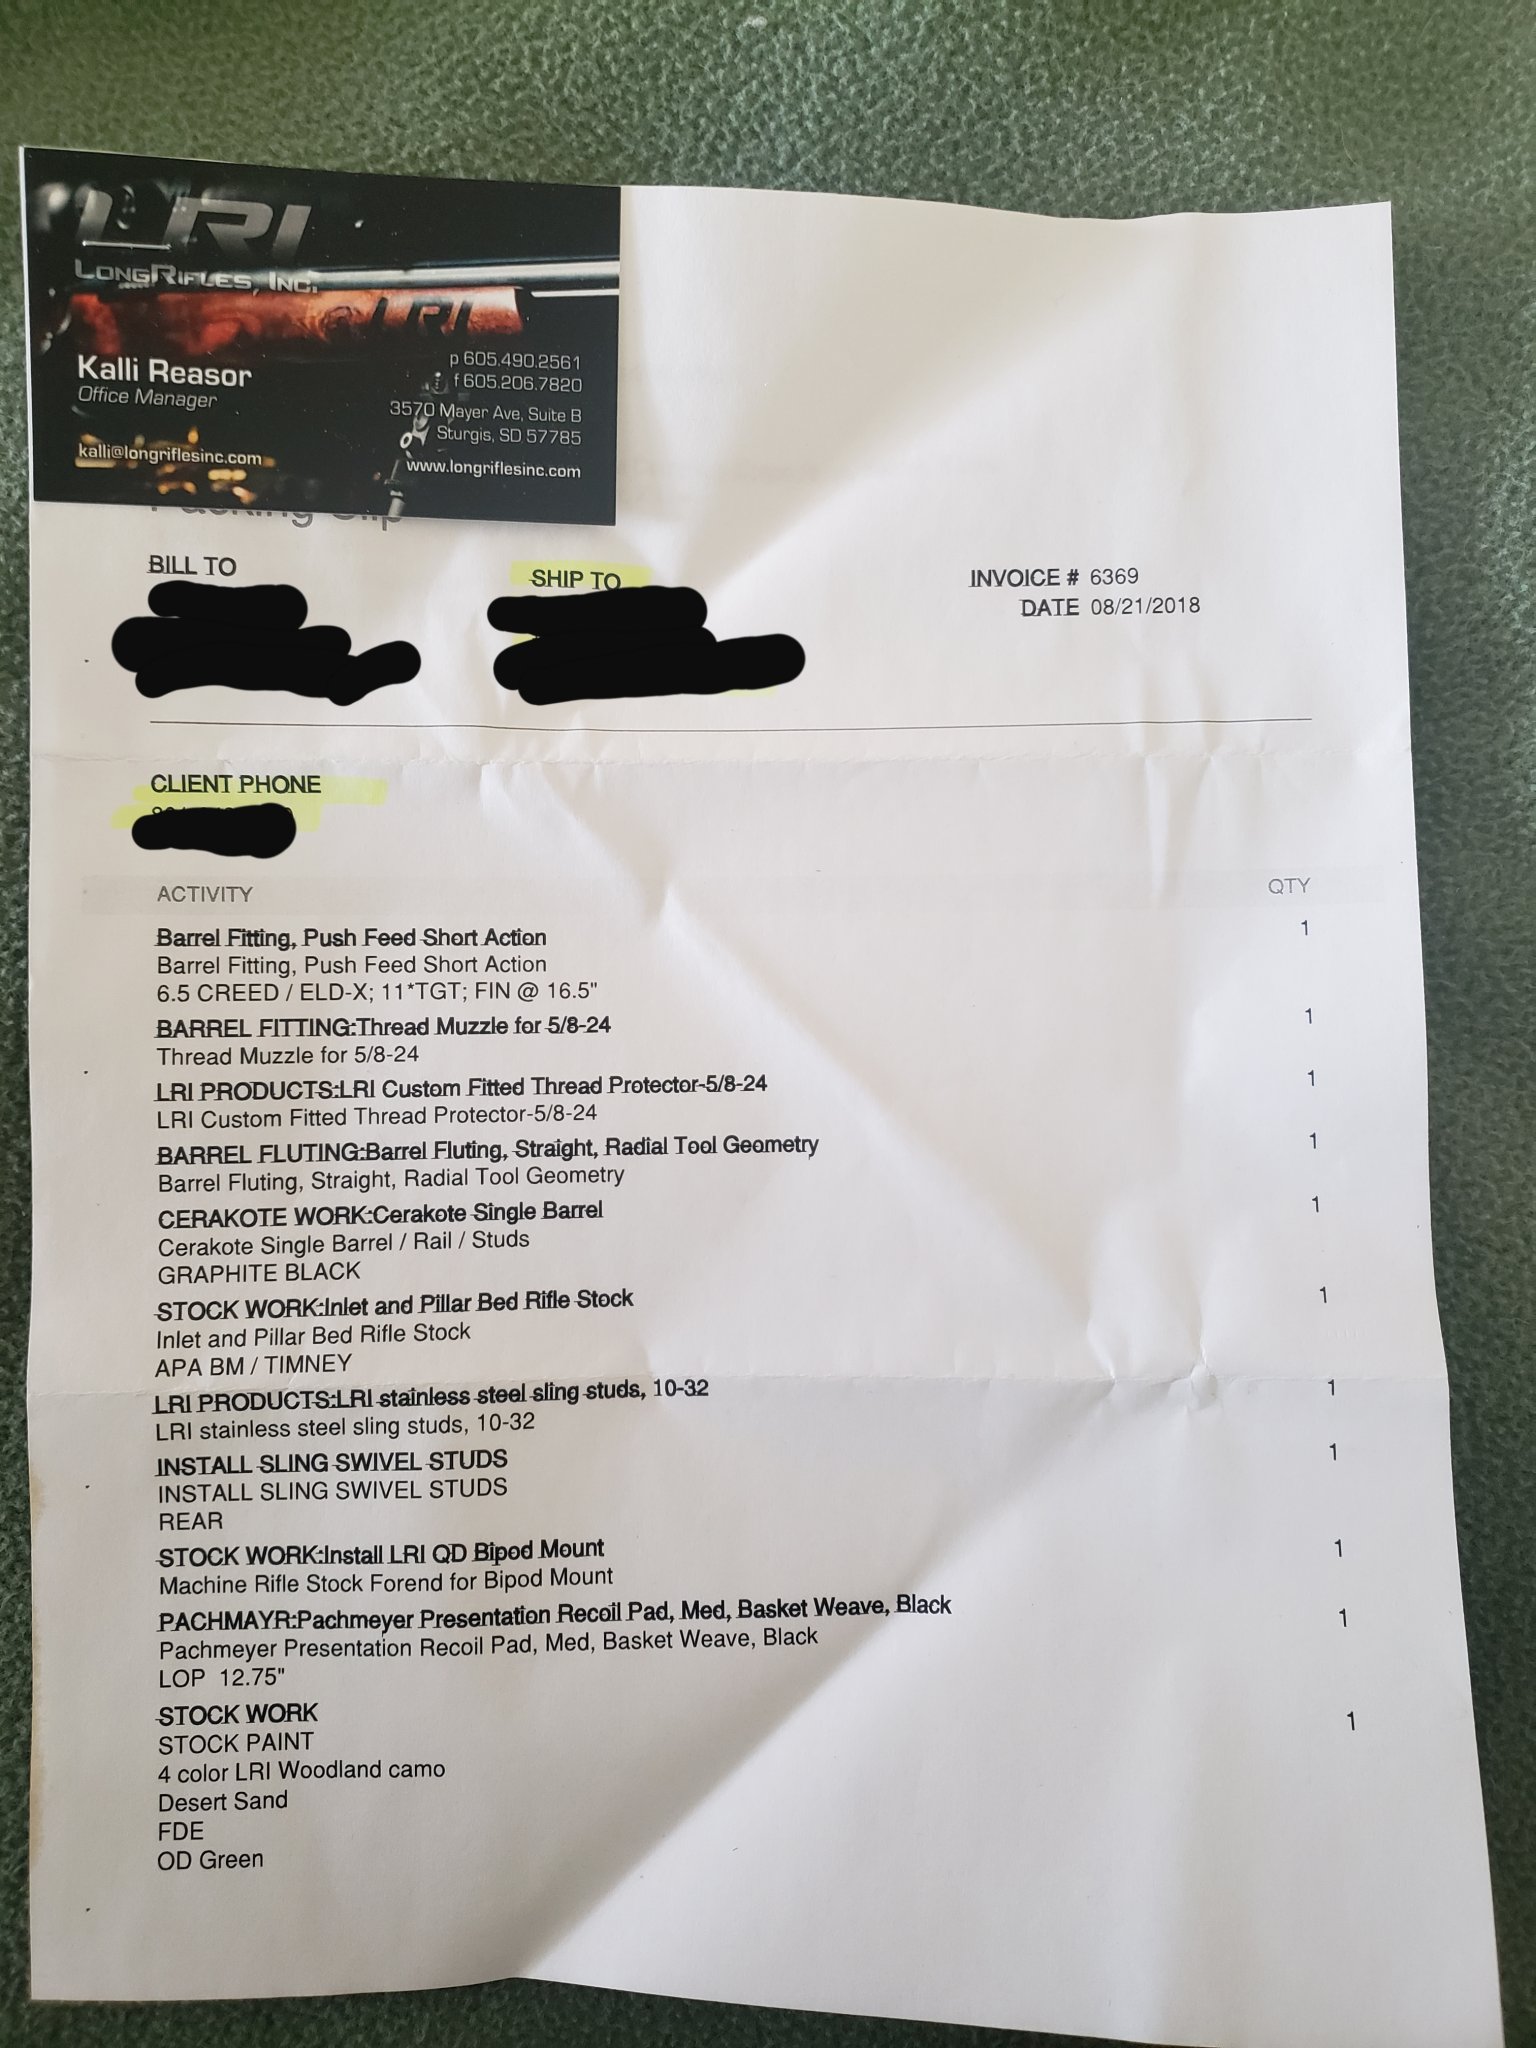 LRI
LONGRIFLES, INC.
LRI
Kalli Reasor
Office Manager
kalli@longriflesinc.com
p 605.490.2561
f 605.206.7820
3570 Mayer Ave, Suite B
Sturgis, SD 57785
www.longriflesinc.com
Packing Slip
BILL TO
SHIP TO
INVOICE # 6369
DATE 08/21/2018
CLIENT PHONE
ACTIVITY QTY
Barrel Fitting, Push Feed Short Action 1
Barrel Fitting, Push Feed Short Action
6.5 CREED / ELD-X; 11*TGT; FIN @ 16.5"
BARREL FITTING:Thread Muzzle for 5/8-24 1
Thread Muzzle for 5/8-24
LRI PRODUCTS:LRI Custom Fitted Thread Protector-5/8-24 1
LRI Custom Fitted Thread Protector-5/8-24
BARREL FLUTING:Barrel Fluting, Straight, Radial Tool Geometry 1
Barrel Fluting, Straight, Radial Tool Geometry
CERAKOTE WORK:Cerakote Single Barrel 1
Cerakote Single Barrel / Rail / Studs
GRAPHITE BLACK
STOCK WORK:Inlet and Pillar Bed Rifle Stock 1
Inlet and Pillar Bed Rifle Stock
APA BM / TIMNEY
LRI PRODUCTS:LRI stainless steel sling studs, 10-32 1
LRI stainless steel sling studs, 10-32
INSTALL SLING SWIVEL STUDS 1
INSTALL SLING SWIVEL STUDS
REAR
STOCK WORK:Install LRI QD Bipod Mount 1
Machine Rifle Stock Forend for Bipod Mount
PACHMAYR:Pachmeyer Presentation Recoil Pad, Med, Basket Weave, Black 1
Pachmeyer Presentation Recoil Pad, Med, Basket Weave, Black
LOP 12.75"
STOCK WORK 1
STOCK PAINT
4 color LRI Woodland camo
Desert Sand
FDE
OD Green